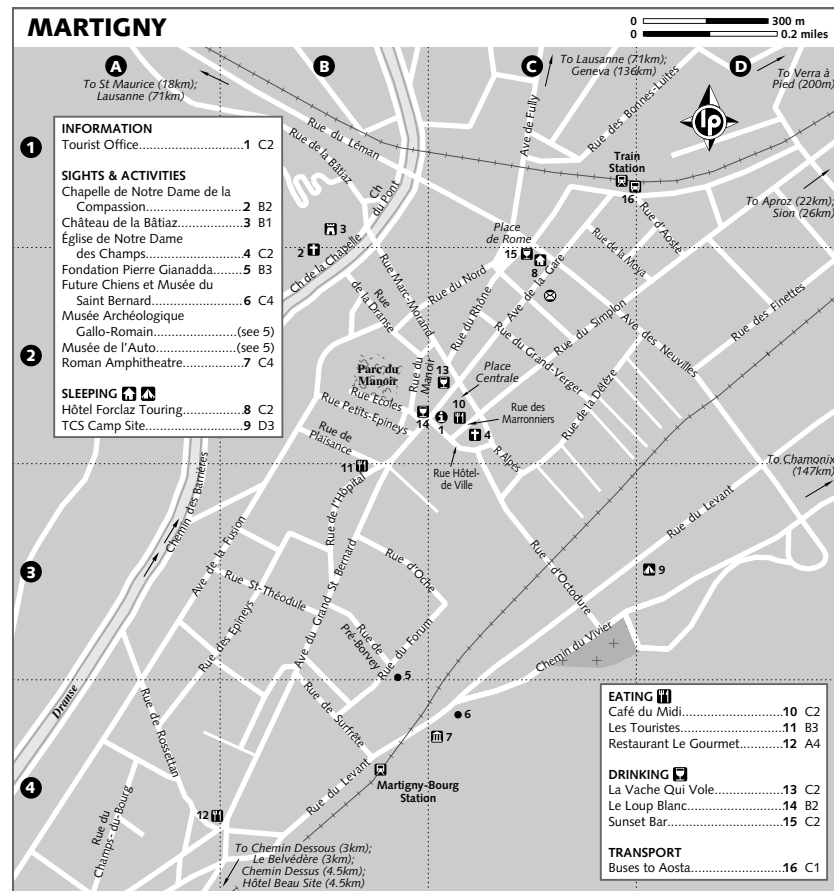 MARTIGNY
0 300 m
0 0.2 miles
A
B
C
D
To St Maurice (18km);
Lausanne (71km)
To Lausanne (71km);
Geneva (136km)
To Verra à
Pied (200m)
INFORMATION
Tourist Office..................1 C2
SIGHTS & ACTIVITIES
Chapelle de Notre Dame de la
Compassion..................2 B2
Château de la Bâtiaz..................3 B1
Église de Notre Dame
des Champs..................4 C2
Fondation Pierre Gianadda..................5 B3
Future Chiens et Musée du
Saint Bernard..................6 C4
Musée Archéologique
Gallo-Romain..................(see 5)
Musée de l'Auto..................(see 5)
Roman Amphitheatre..................7 C4
SLEEPING
Hôtel Forclaz Touring..................8 C2
TCS Camp Site..................9 D3
1
2
3
4
Rue du Léman
Rue de la Bâtiaz
Ch du Pont
Ave de Fully
Rue des Bonnes-Luites
lp
Train
Station
16
Rue d'Aoste
To Aproz (22km);
Sion (26km)
3
2
Ch de la Chapelle
Place
de Rome
15
8
Rue de la Moya
Rue Marc-Morand
Rue
de la Dranse
Rue du Nord
Rue du Rhône
Ave de la Gare
Rue du Simplon
Ave des Neuvilles
Rue des Finettes
Rue du Grand-Verger
Rue de la Délèze
Parc du
Manoir
Rue du
Manoir
13
Place
Centrale
Rue Ecoles
Rue Petits-Epineys
14
1
10
4
Rue des
Marronniers
Rue de
Plaisance
11
Rue Hôtel-
de Ville
R Alpes
To Chamonix
(147km)
Rue du Levant
Chemin des Barrières
Rue de l'Hôpital
Ave de la Fusion
Rue St-Théodule
Rue d'Oche
Rue d'Octodure
9
Rue des Epineys
Ave du Grand St Bernard
Rue de
Pré-Borvey
Rue du Forum
Chemin du Vivier
5
Dranse
Rue de Rossettan
Rue de Surfrête
6
7
Rue du Levant
Martigny-Bourg
Station
Rue du
Champs-du-Bourg
12
To Chemin Dessous (3km);
Le Belvédère (3km);
Chemin Dessus (4.5km);
Hôtel Beau Site (4.5km)
EATING
Café du Midi..................10 C2
Les Touristes..................11 B3
Restaurant Le Gourmet..................12 A4
DRINKING
La Vache Qui Vole..................13 C2
Le Loup Blanc..................14 B2
Sunset Bar..................15 C2
TRANSPORT
Buses to Aosta..................16 C1